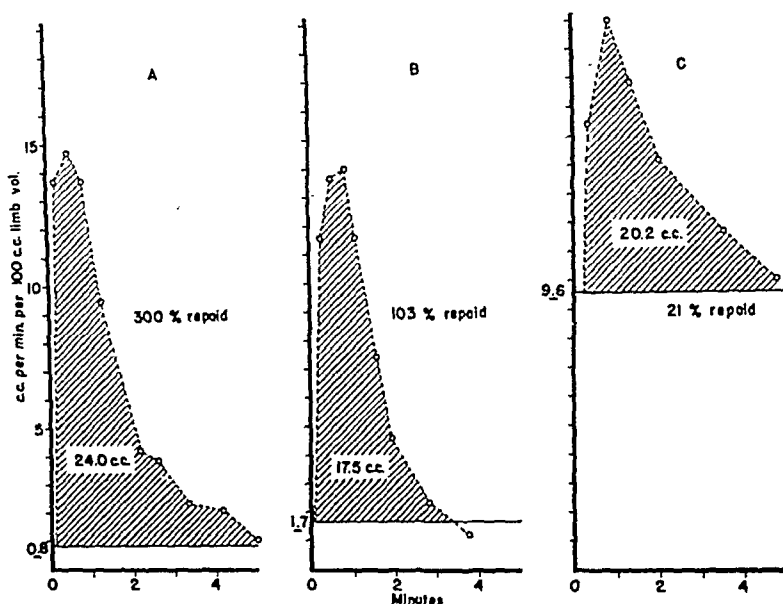 A
B
C
15
10
5
0.8
1.7
9.6
c.c. per min. per 100 c.c. limb vol.
300 % repaid
103 % repaid
21 % repaid
24.0 c.c.
17.5 c.c.
20.2 c.c.
0 2 4
0 2 4
0 2 4
Minutes